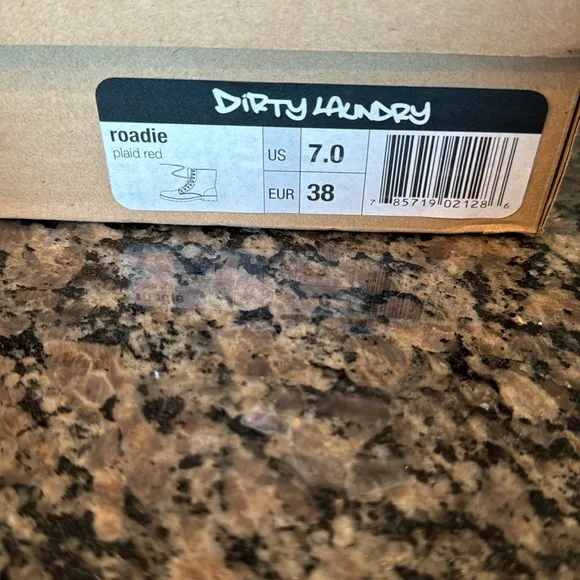 DIRTY LAUNDRY
roadie
plaid red
US 7.0
EUR 38
7 85719 02128 6